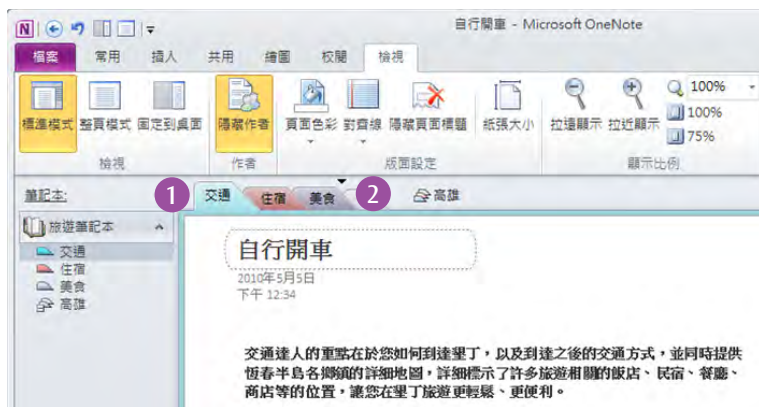 自行開車 - Microsoft OneNote
檔案 常用 插入 共用 繪圖 校閱 檢視
標準模式 整頁模式 固定到桌面 隱藏作者 頁面色彩 對齊線 隱藏頁面標題 紙張大小 拉遠顯示 拉近顯示 100%
100%
75%
檢視 作者 版面設定 顯示比例
筆記本: 1 交通 住宿 美食 2 高雄
旅遊筆記本
交通
住宿
美食
高雄
自行開車
2010年5月5日
下午 12:34
交通達人的重點在於您如何到達墾丁，以及到達之後的交通方式，並同時提供
恆春半島各鄉鎮的詳細地圖，詳細標示了許多旅遊相關的飯店、民宿、餐廳、
商店等的位置，讓您在墾丁旅遊更輕鬆、更便利。